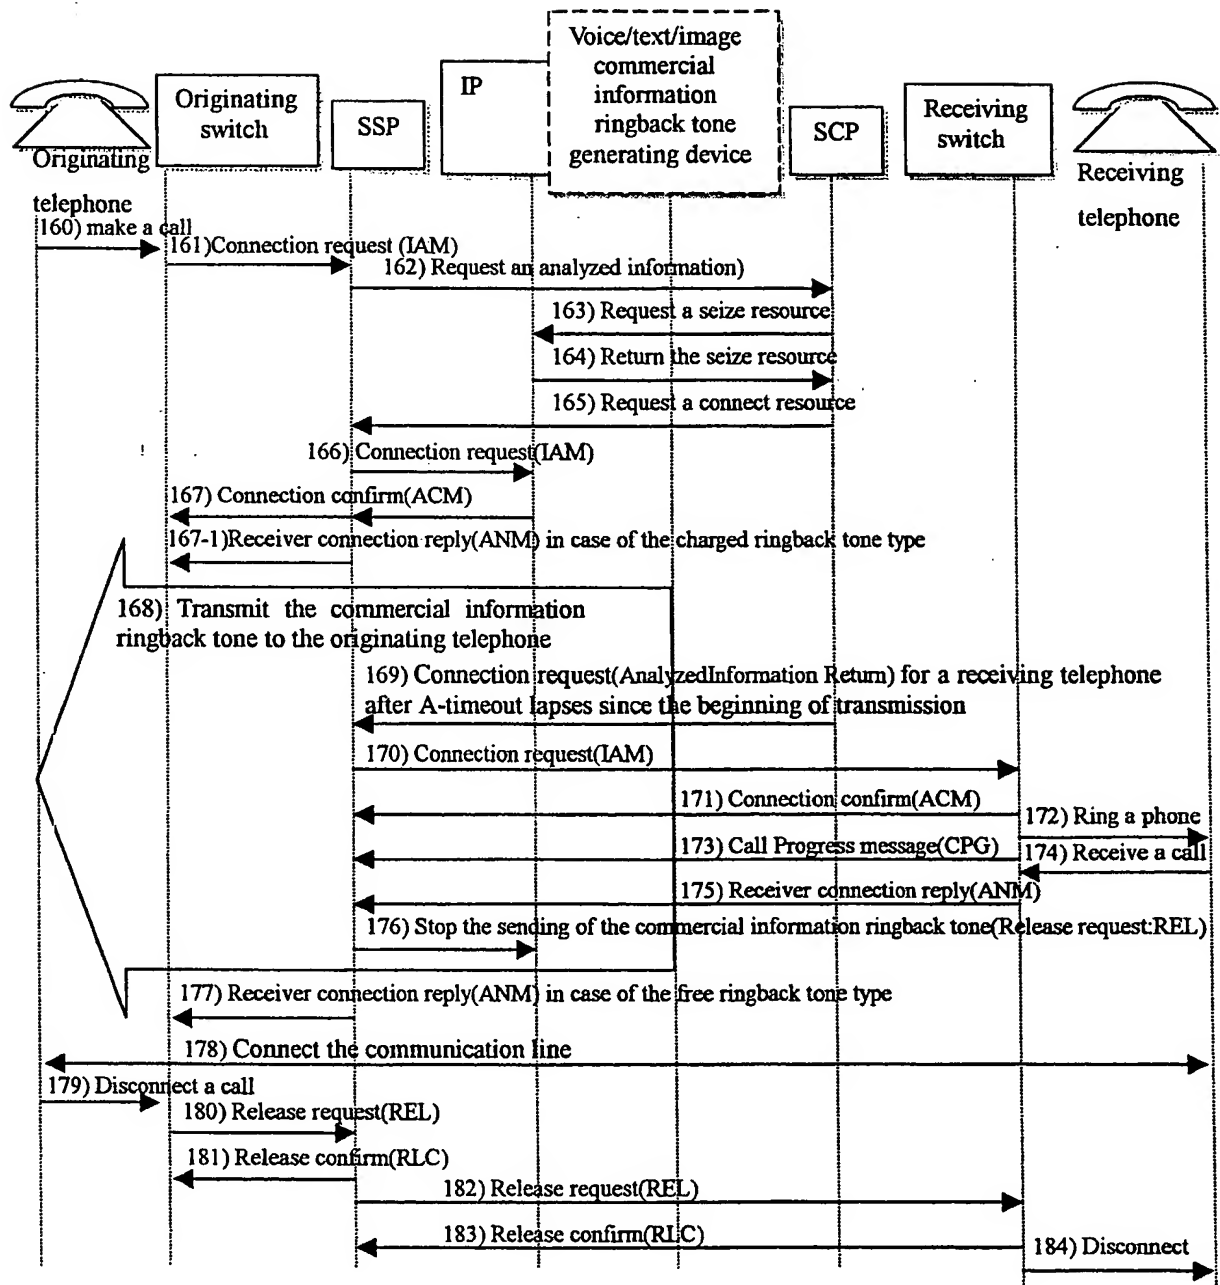 Voice/text/image
commercial
information
ringback tone
generating device
IP
Originating
switch
SSP
SCP
Receiving
switch
Originating
telephone
Receiving
telephone
160) make a call
161)Connection request (IAM)
162) Request an analyzed information)
163) Request a seize resource
164) Return the seize resource
165) Request a connect resource
166) Connection request(IAM)
167) Connection confirm(ACM)
167-1)Receiver connection reply(ANM) in case of the charged ringback tone type
168) Transmit the commercial information
ringback tone to the originating telephone
169) Connection request(AnalyzedInformation Return) for a receiving telephone
after A-timeout lapses since the beginning of transmission
170) Connection request(IAM)
171) Connection confirm(ACM)
172) Ring a phone
173) Call Progress message(CPG)
174) Receive a call
175) Receiver connection reply(ANM)
176) Stop the sending of the commercial information ringback tone(Release request:REL)
177) Receiver connection reply(ANM) in case of the free ringback tone type
178) Connect the communication line
179) Disconnect a call
180) Release request(REL)
181) Release confirm(RLC)
182) Release request(REL)
183) Release confirm(RLC)
184) Disconnect